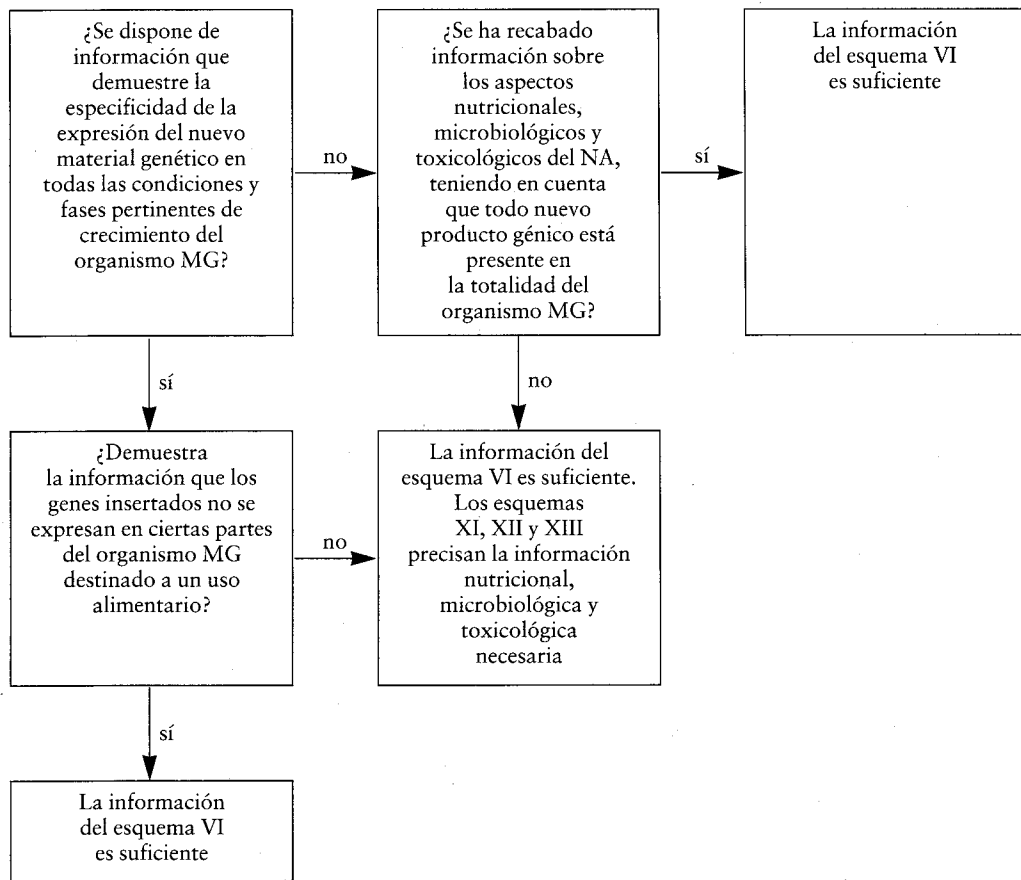 ¿Se dispone de
información que
demuestre la
especificidad de la
expresión del nuevo
material genético en
todas las condiciones y
fases pertinentes de
crecimiento del
organismo MG?
no
¿Se ha recabado
información sobre
los aspectos
nutricionales,
microbiológicos y
toxicológicos del NA,
teniendo en cuenta
que todo nuevo
producto génico está
presente en
la totalidad del
organismo MG?
sí
La información
del esquema VI
es suficiente
sí
no
¿Demuestra
la información que los
genes insertados no se
expresan en ciertas partes
del organismo MG
destinado a un uso
alimentario?
no
La información del
esquema VI es suficiente.
Los esquemas
XI, XII y XIII
precisan la información
nutricional,
microbiológica y
toxicológica
necesaria
sí
La información
del esquema VI
es suficiente